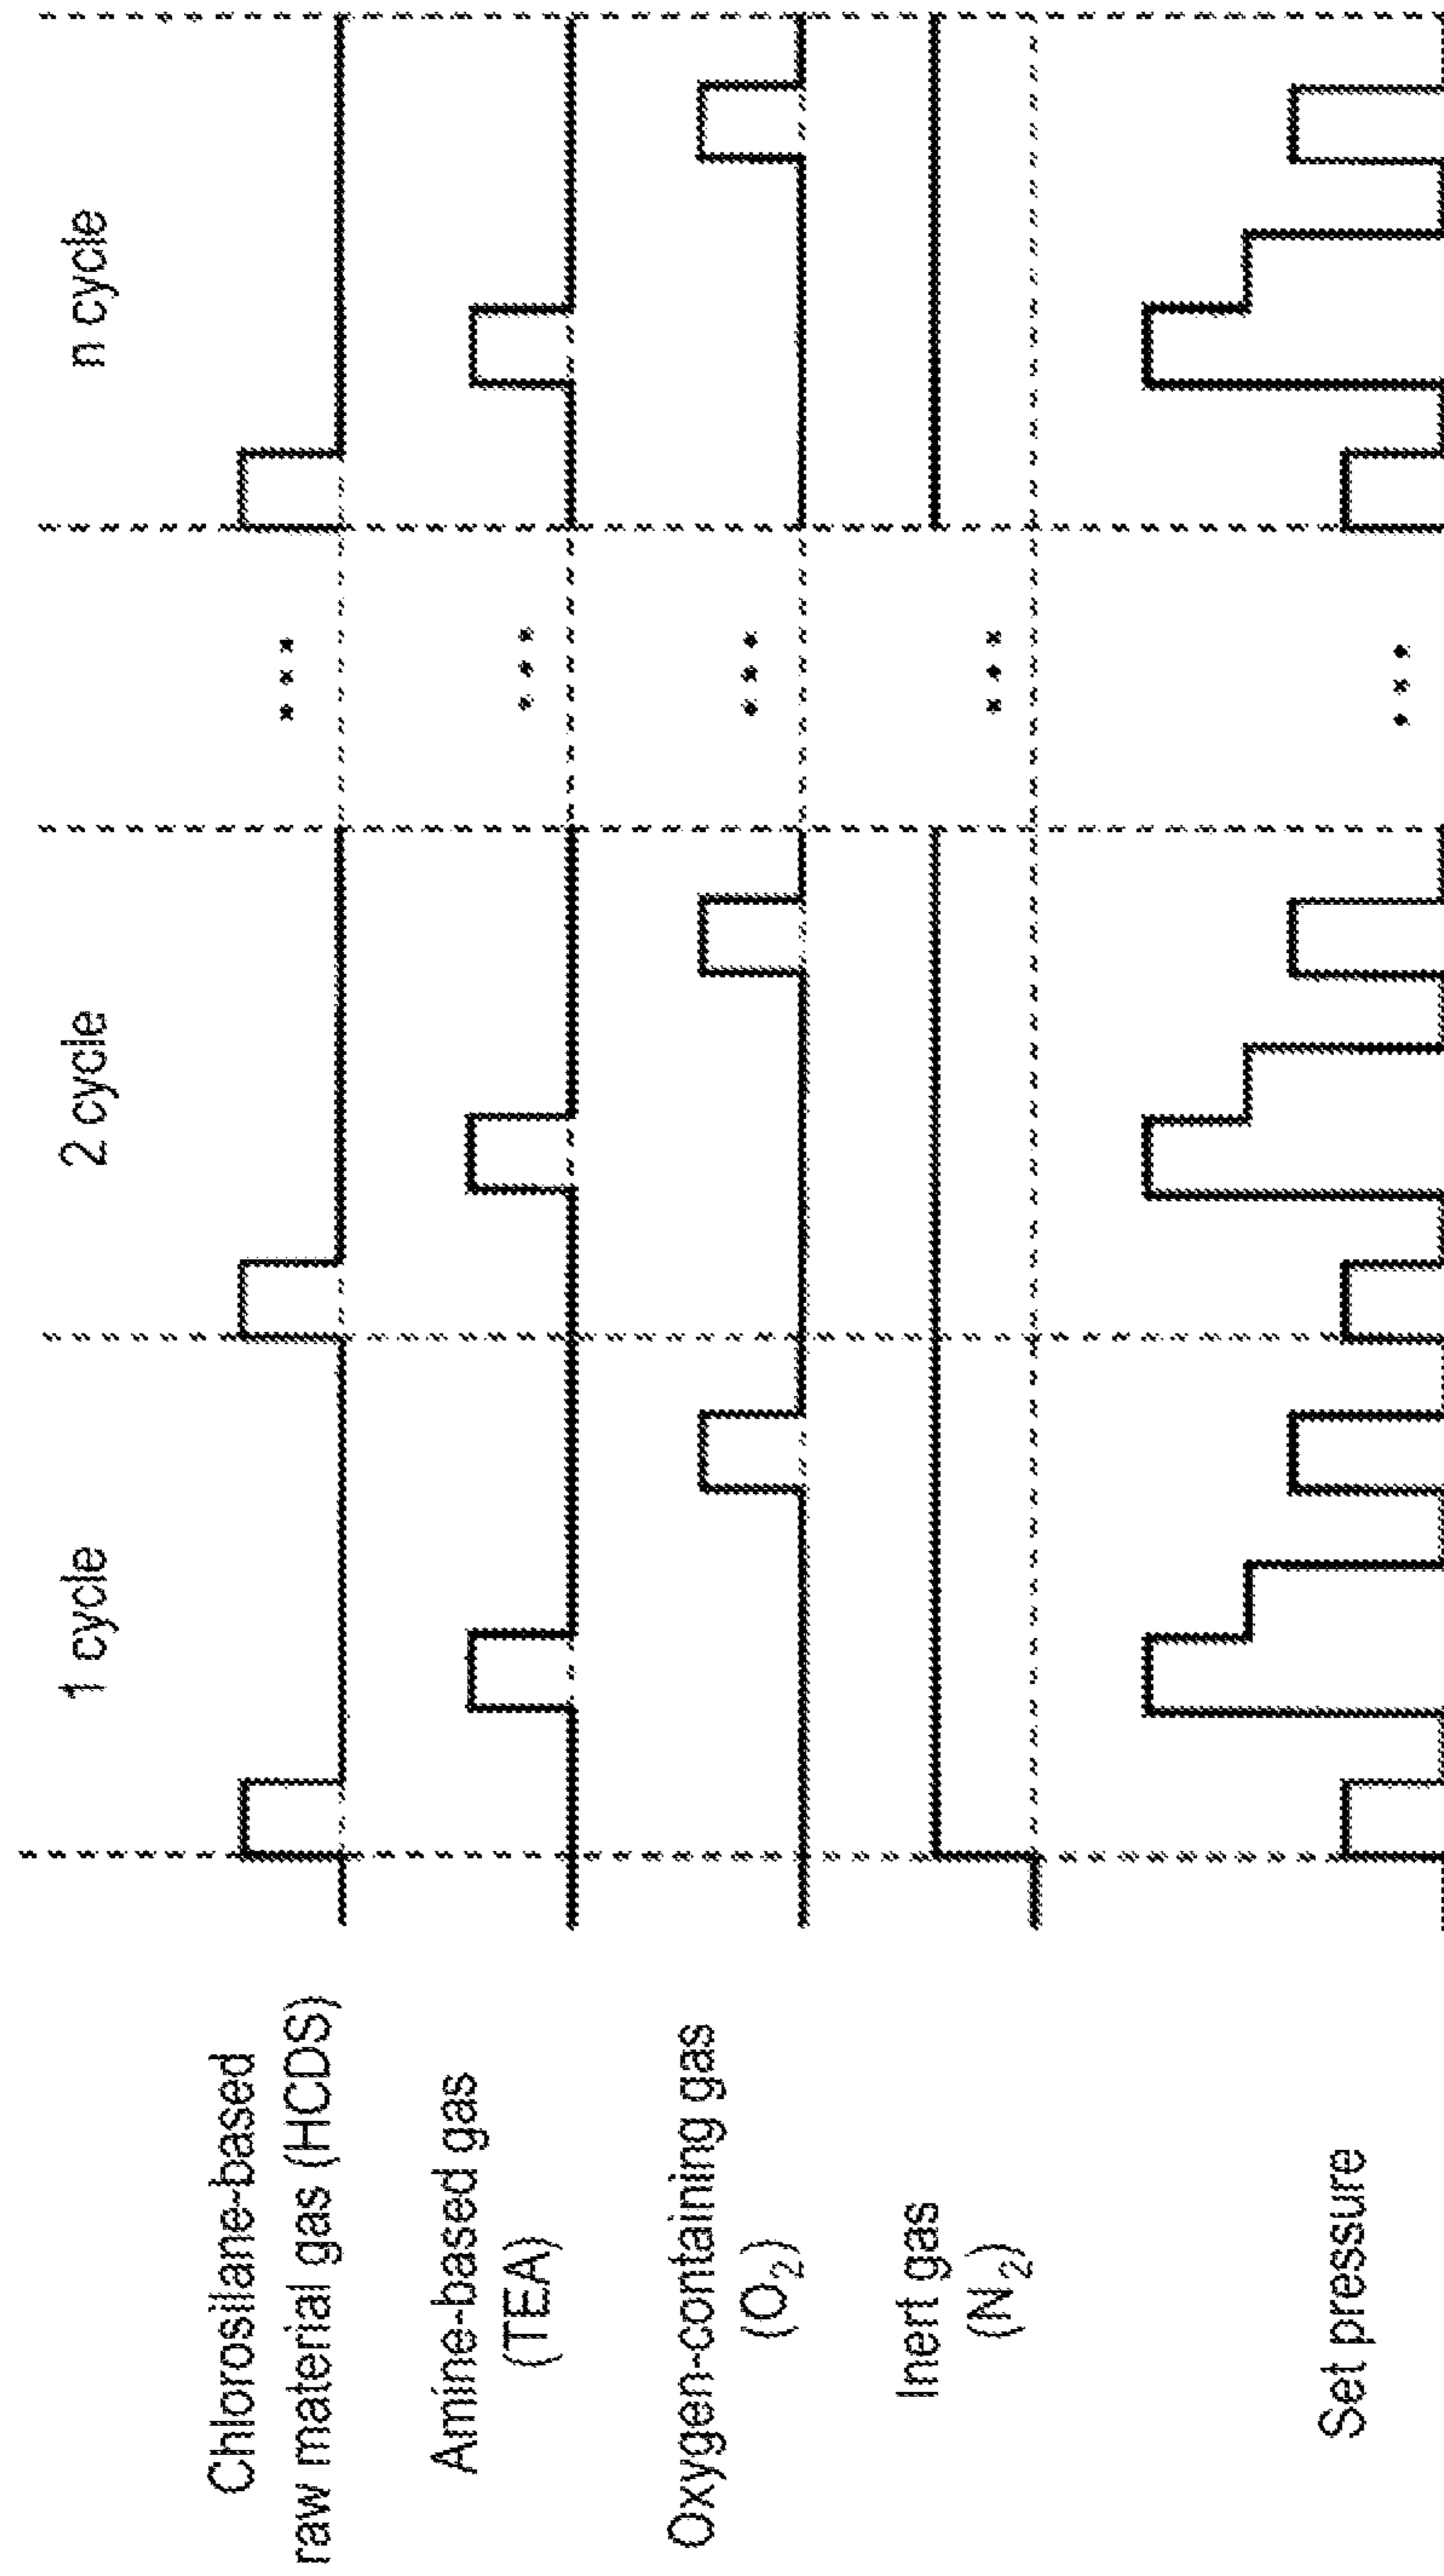 1 cycle
2 cycle
n cycle
Chlorosilane-based
raw material gas (HCDS)
Amine-based gas
(TEA)
Oxygen-containing gas
(O2)
Inert gas
(N2)
Set pressure